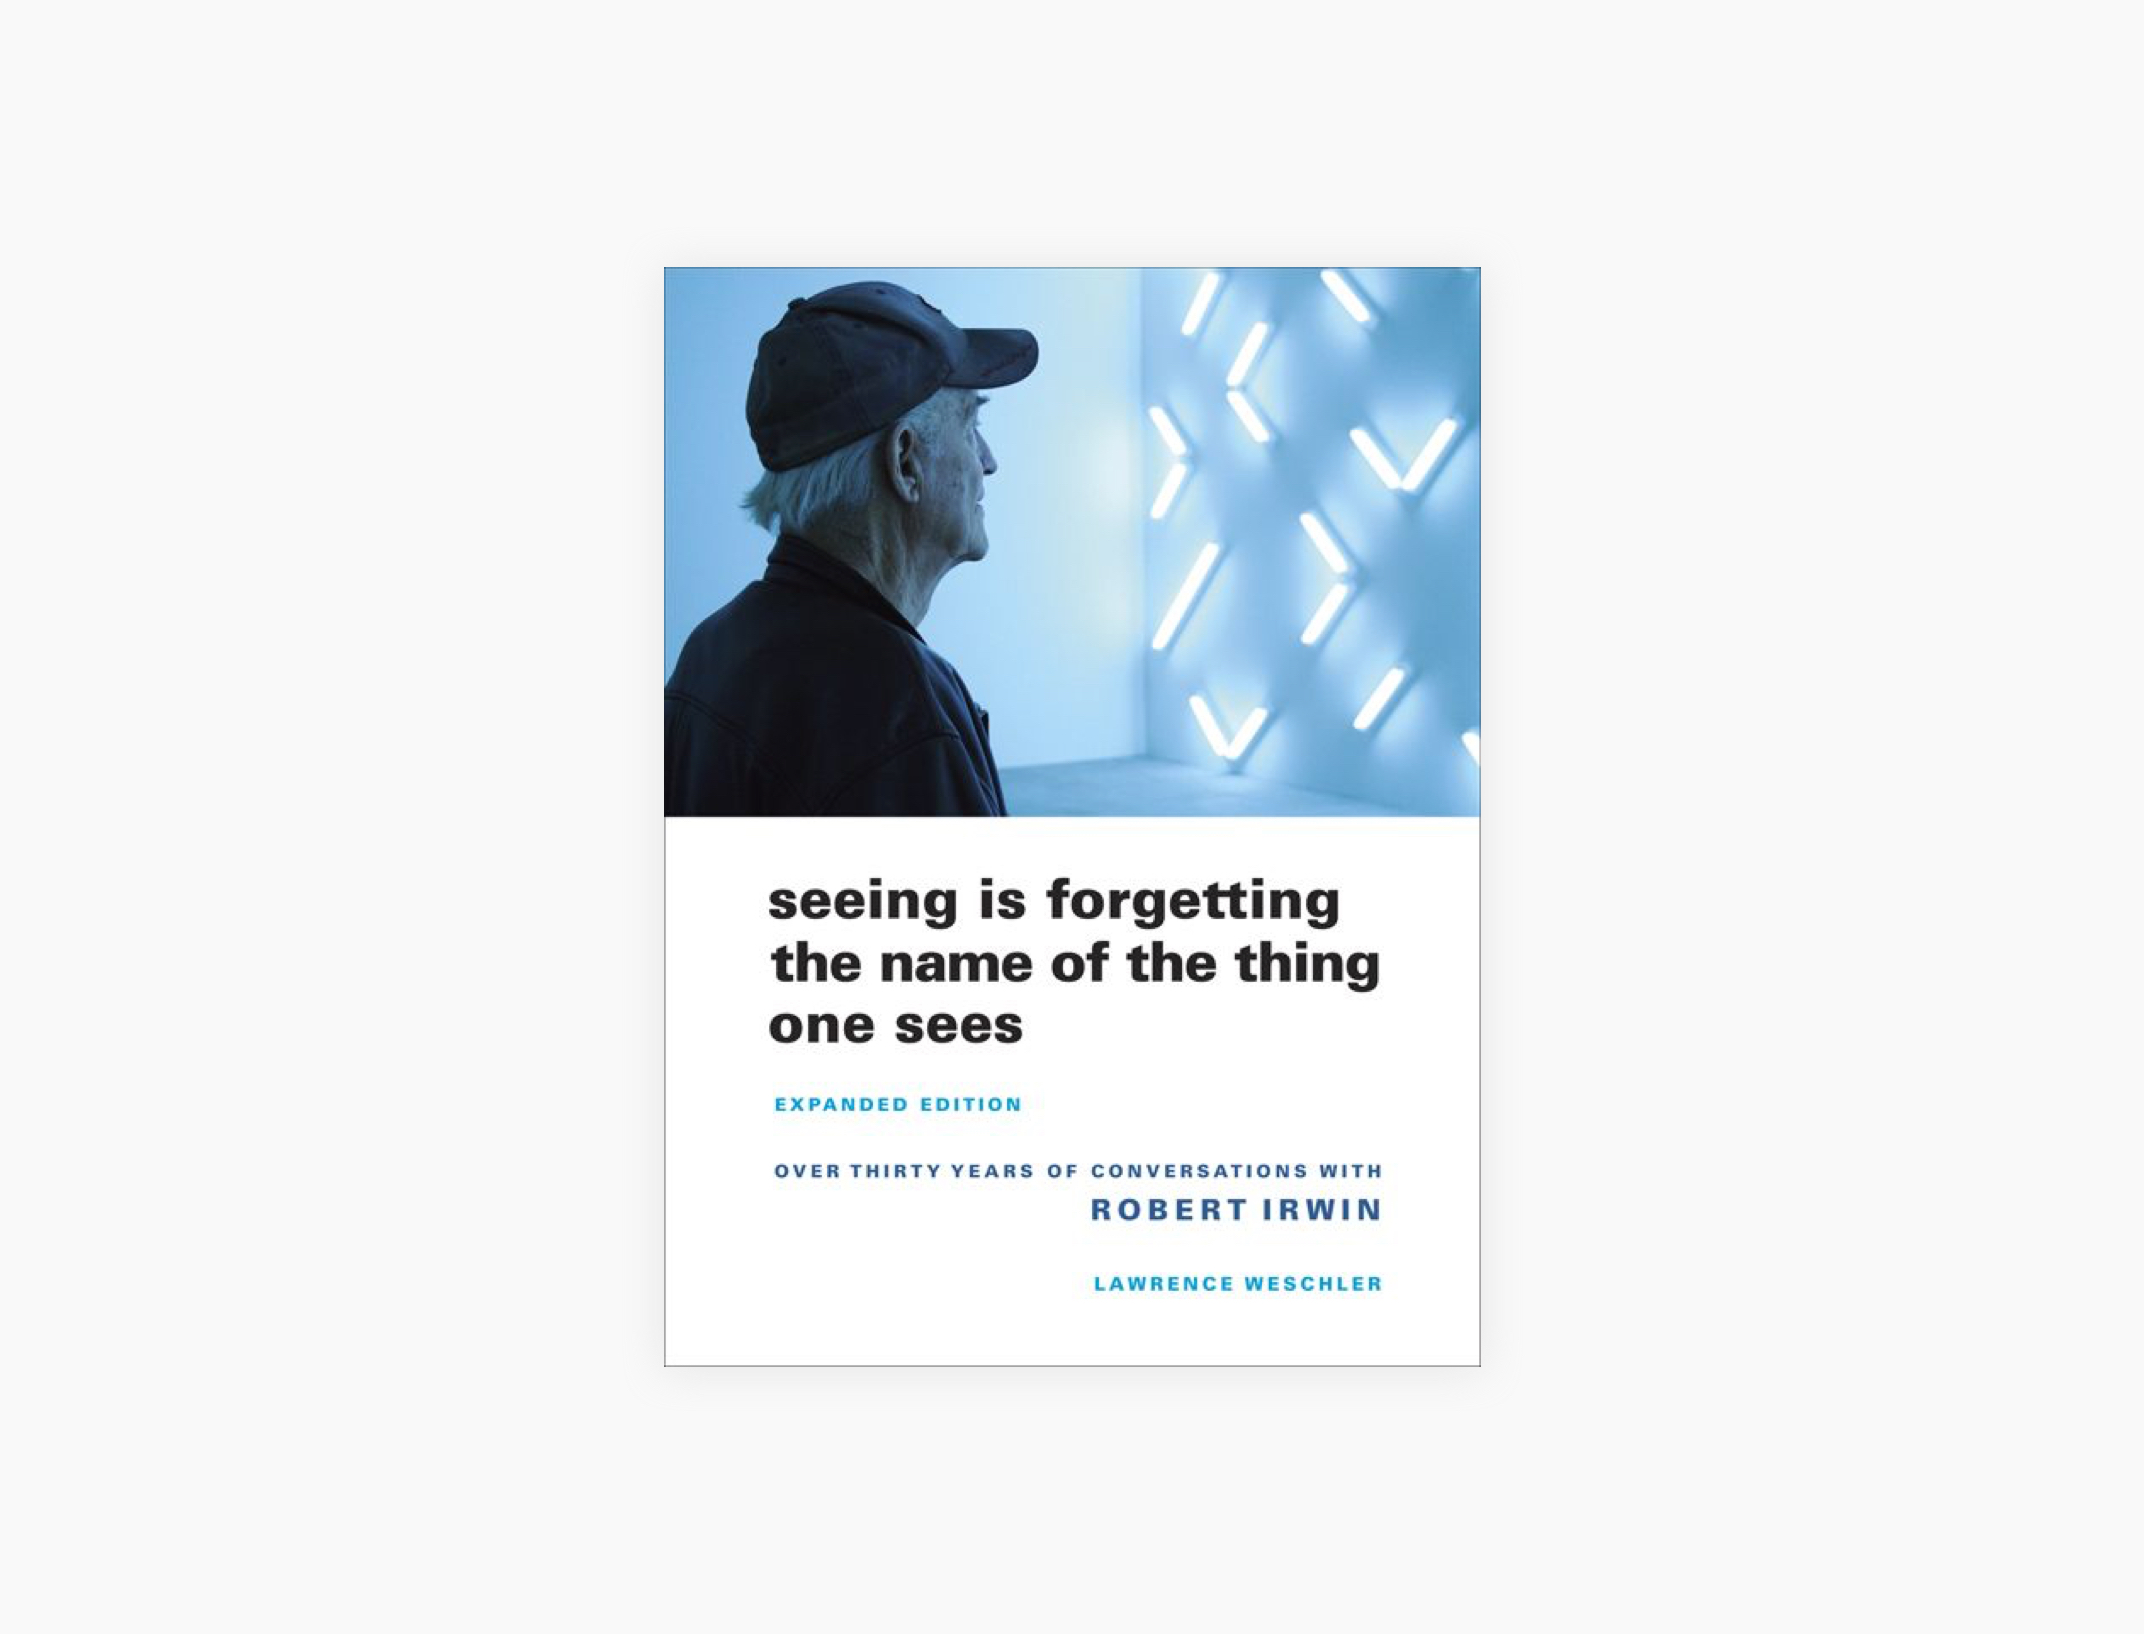 seeing is forgetting
the name of the thing
one sees
EXPANDED EDITION
OVER THIRTY YEARS OF CONVERSATIONS WITH
ROBERT IRWIN
LAWRENCE WESCHLER